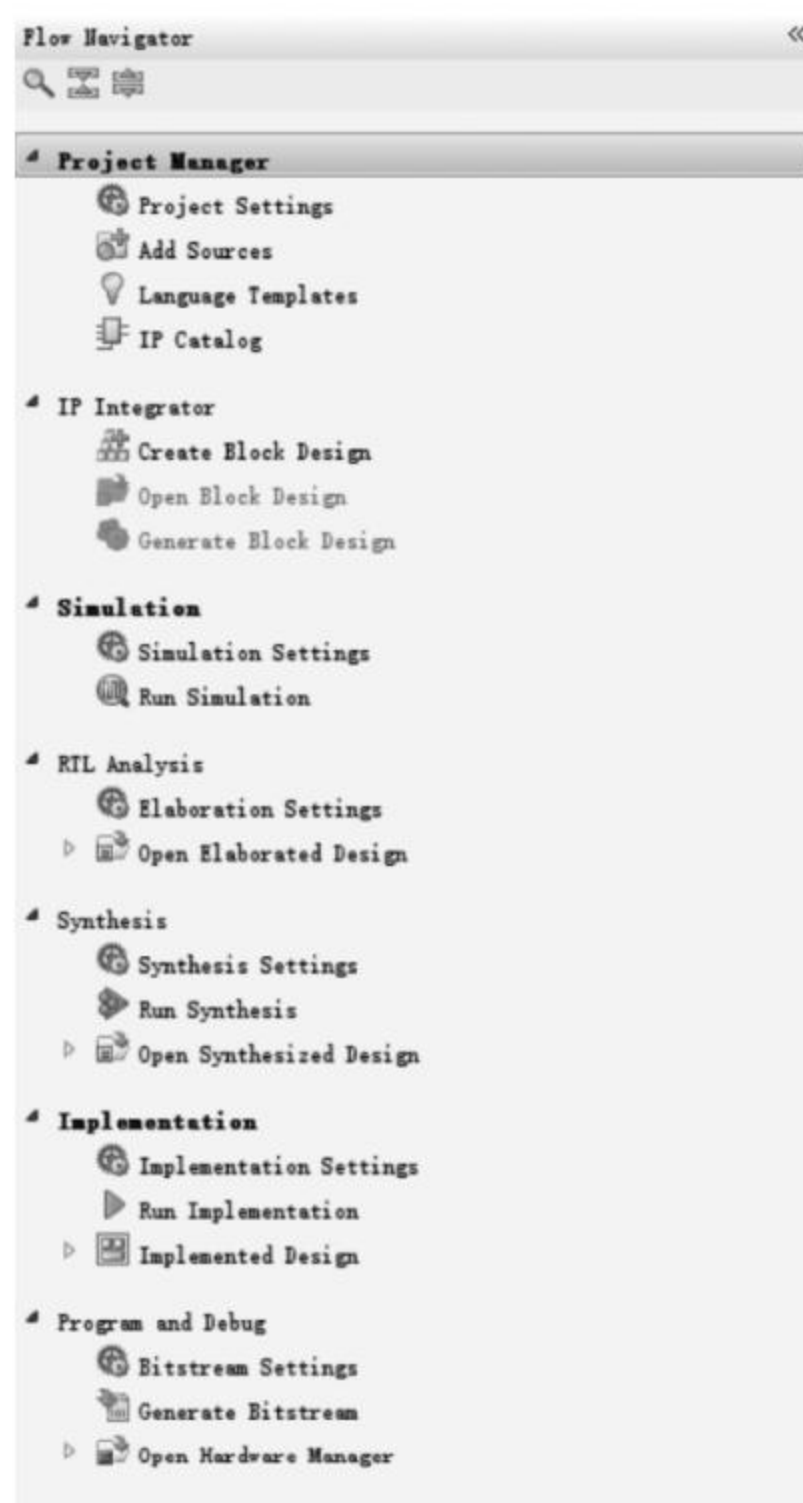 Flow Navigator
Project Manager
Project Settings
Add Sources
Language Templates
IP Catalog
IP Integrator
Create Block Design
Open Block Design
Generate Block Design
Simulation
Simulation Settings
Run Simulation
RTL Analysis
Elaboration Settings
Open Elaborated Design
Synthesis
Synthesis Settings
Run Synthesis
Open Synthesized Design
Implementation
Implementation Settings
Run Implementation
Implemented Design
Program and Debug
Bitstream Settings
Generate Bitstream
Open Hardware Manager